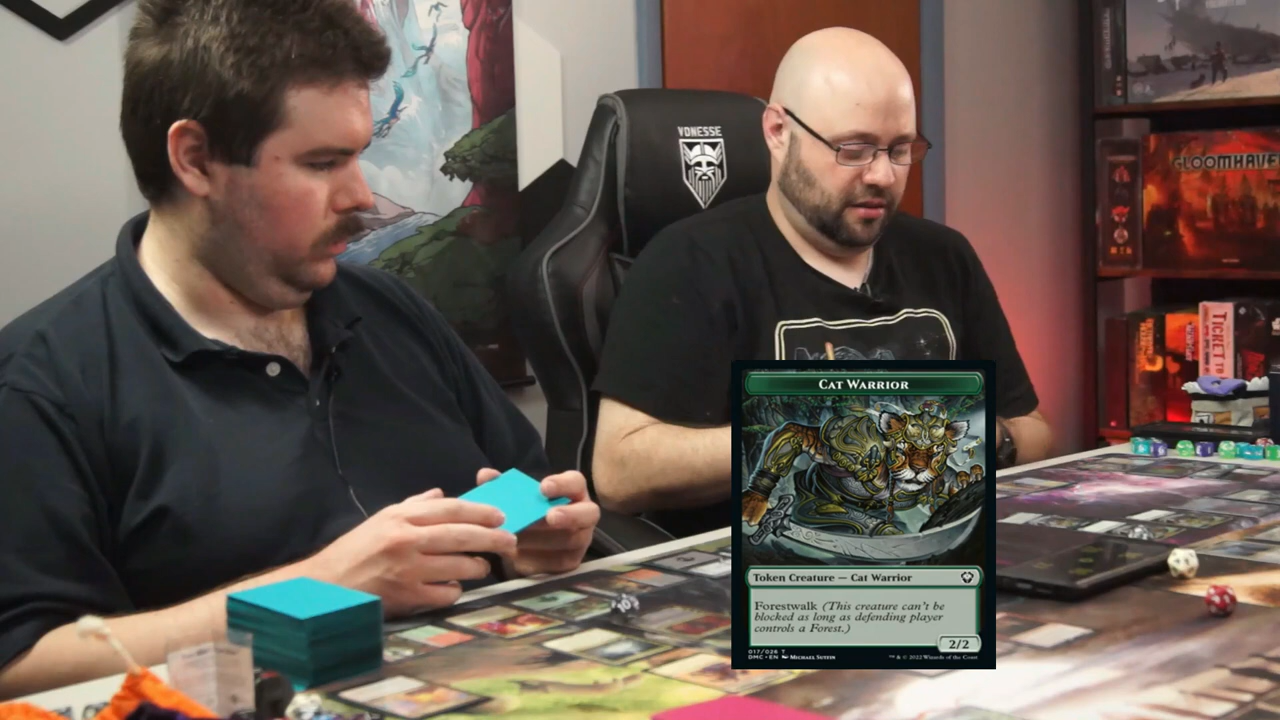 VONESSE
GLOOMHAVEN
TICKET TO
CAT WARRIOR
Token Creature — Cat Warrior
Forestwalk (This creature can't be
blocked as long as defending player
controls a Forest.)
2/2
017/026 T
DMC • EN Michael Sutfin
™ & © 2022 Wizards of the Coast